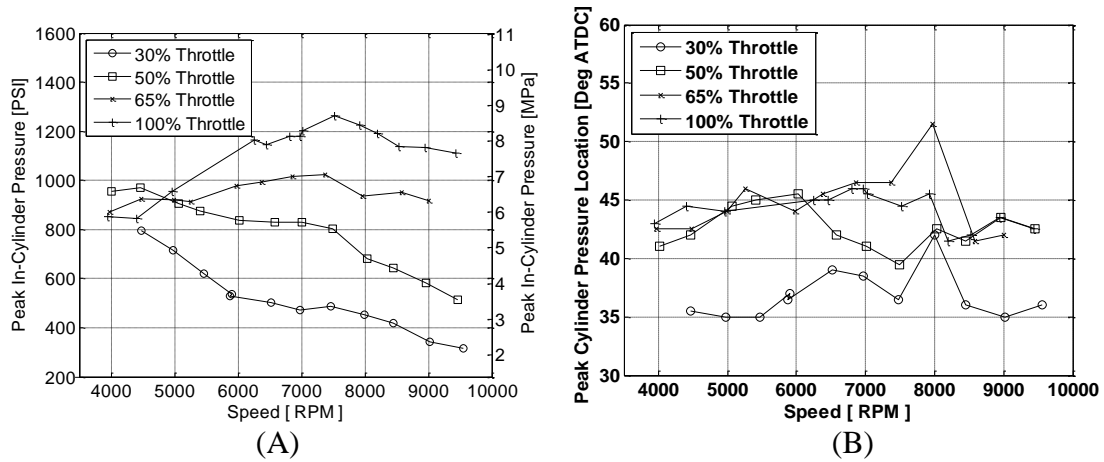 1600
1400
1200
1000
800
600
400
200
Peak In-Cylinder Pressure [PSI]
30% Throttle
50% Throttle
65% Throttle
100% Throttle
11
10
9
8
7
6
5
4
3
2
Peak In-Cylinder Pressure [MPa]
4000 5000 6000 7000 8000 9000 10000
Speed [ RPM ]
(A)
60
55
50
45
40
35
30
Peak Cylinder Pressure Location [Deg ATDC]
30% Throttle
50% Throttle
65% Throttle
100% Throttle
4000 5000 6000 7000 8000 9000 10000
Speed [ RPM ]
(B)